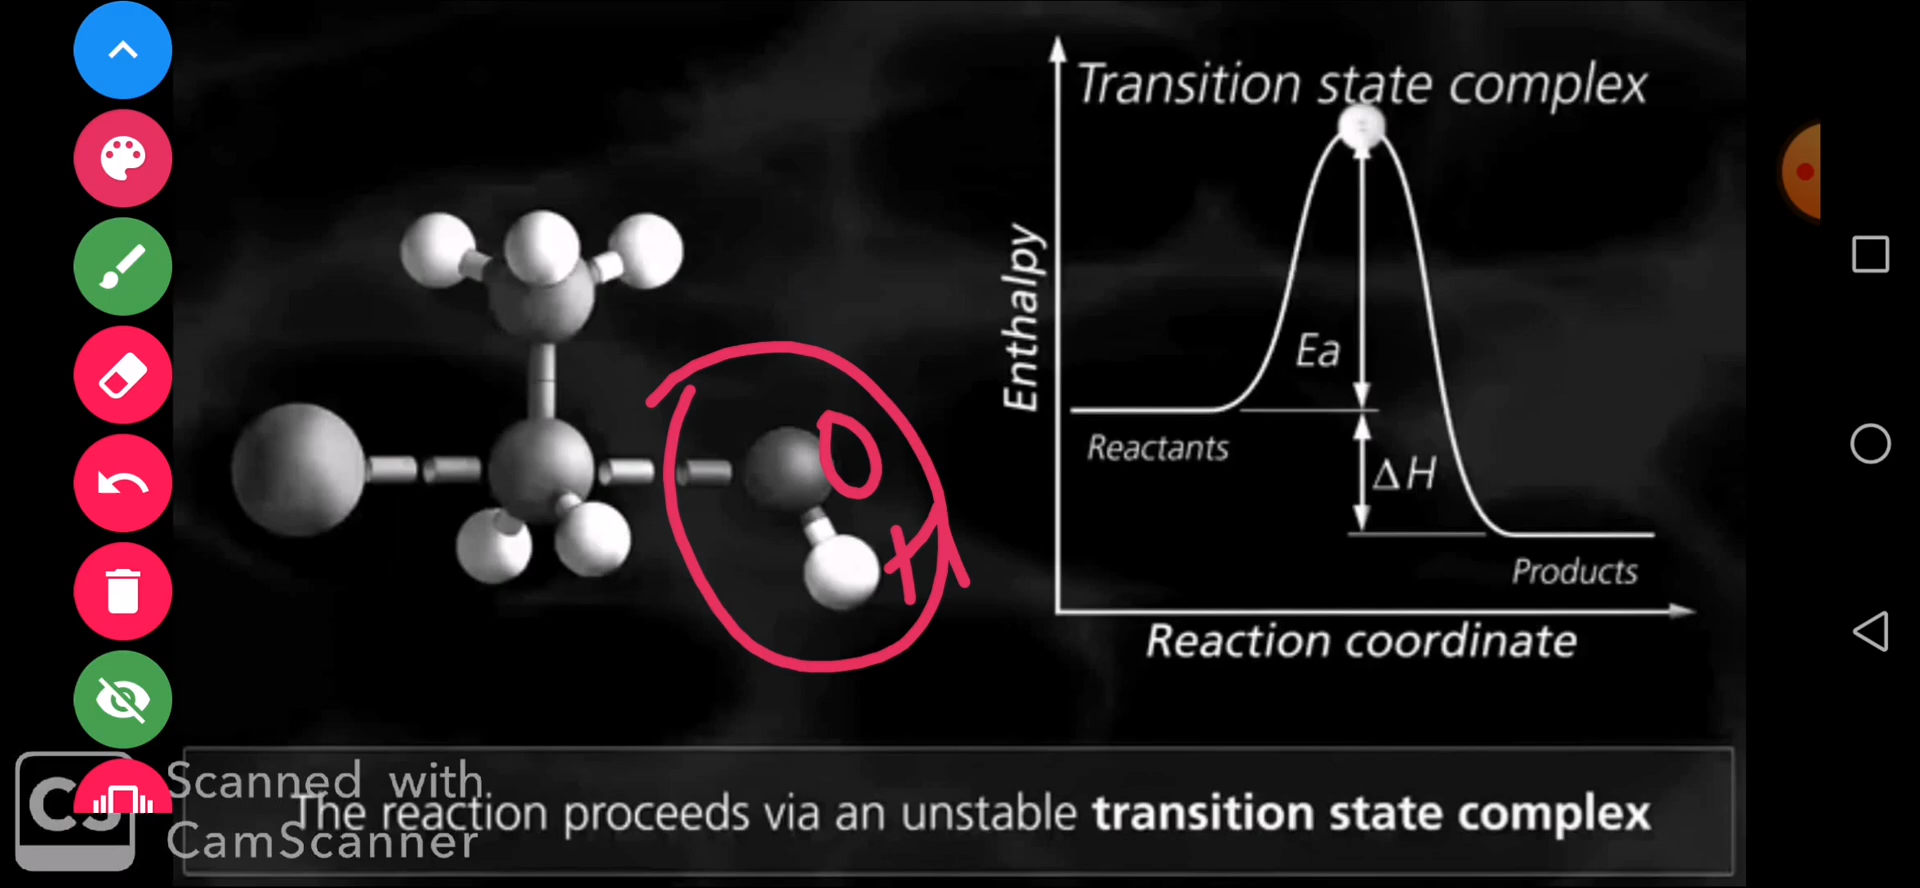 Transition state complex
Enthalpy
Ea
Reactants
ΔH
Products
Reaction coordinate
O
H
The reaction proceeds via an unstable transition state complex
CS
Scanned with
CamScanner